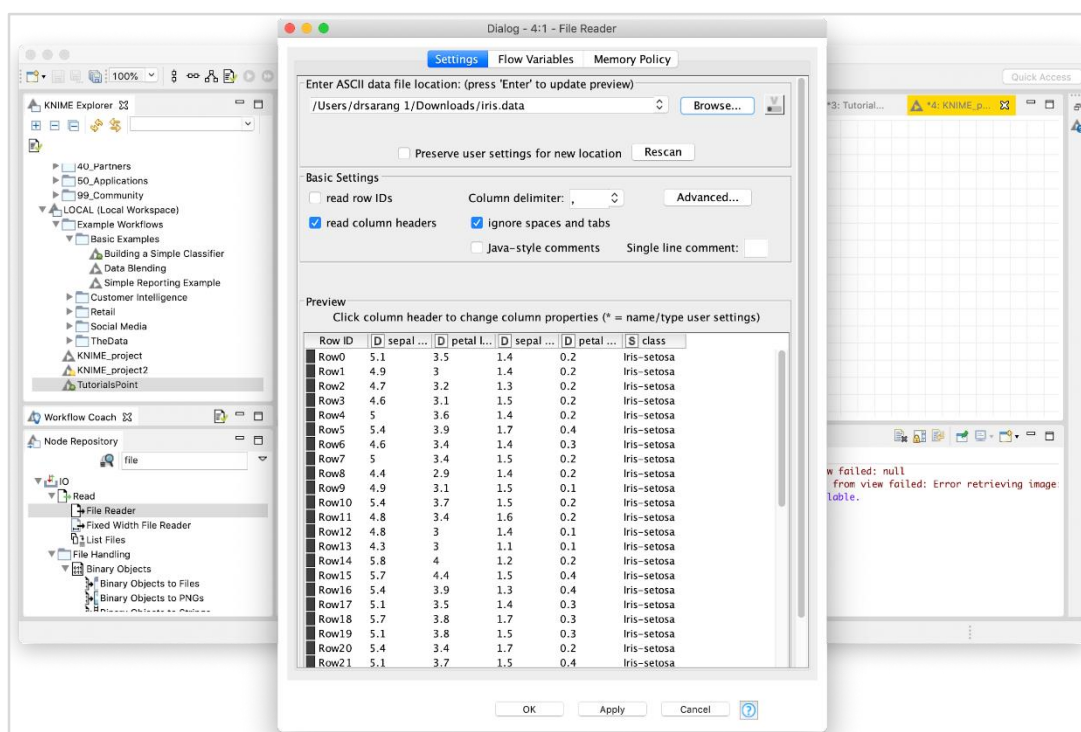 Dialog - 4:1 - File Reader
Settings Flow Variables Memory Policy
Enter ASCII data file location: (press 'Enter' to update preview)
/Users/drsarang 1/Downloads/iris.data Browse...
Preserve user settings for new location Rescan
Basic Settings
read row IDs Column delimiter: , Advanced...
read column headers ignore spaces and tabs
Java-style comments Single line comment:
Preview
Click column header to change column properties (* = name/type user settings)
Row ID D sepal ... D petal l... D sepal ... D petal ... S class
Row0 5.1 3.5 1.4 0.2 Iris-setosa
Row1 4.9 3 1.4 0.2 Iris-setosa
Row2 4.7 3.2 1.3 0.2 Iris-setosa
Row3 4.6 3.1 1.5 0.2 Iris-setosa
Row4 5 3.6 1.4 0.2 Iris-setosa
Row5 5.4 3.9 1.7 0.4 Iris-setosa
Row6 4.6 3.4 1.4 0.3 Iris-setosa
Row7 5 3.4 1.5 0.2 Iris-setosa
Row8 4.4 2.9 1.4 0.2 Iris-setosa
Row9 4.9 3.1 1.5 0.1 Iris-setosa
Row10 5.4 3.7 1.5 0.2 Iris-setosa
Row11 4.8 3.4 1.6 0.2 Iris-setosa
Row12 4.8 3 1.4 0.1 Iris-setosa
Row13 4.3 3 1.1 0.1 Iris-setosa
Row14 5.8 4 1.2 0.2 Iris-setosa
Row15 5.7 4.4 1.5 0.4 Iris-setosa
Row16 5.4 3.9 1.3 0.4 Iris-setosa
Row17 5.1 3.5 1.4 0.3 Iris-setosa
Row18 5.7 3.8 1.7 0.3 Iris-setosa
Row19 5.1 3.8 1.5 0.3 Iris-setosa
Row20 5.4 3.4 1.7 0.2 Iris-setosa
Row21 5.1 3.7 1.5 0.4 Iris-setosa
OK Apply Cancel ?
100%
KNIME Explorer
40_Partners
50_Applications
99_Community
LOCAL (Local Workspace)
Example Workflows
Basic Examples
Building a Simple Classifier
Data Blending
Simple Reporting Example
Customer Intelligence
Retail
Social Media
TheData
KNIME_project
KNIME_project2
TutorialsPoint
Workflow Coach
Node Repository
file
IO
Read
File Reader
Fixed Width File Reader
List Files
File Handling
Binary Objects
Binary Objects to Files
Binary Objects to PNGs
Quick Access
*3: Tutorial... *4: KNIME_p...
w failed: null
from view failed: Error retrieving image
lable.